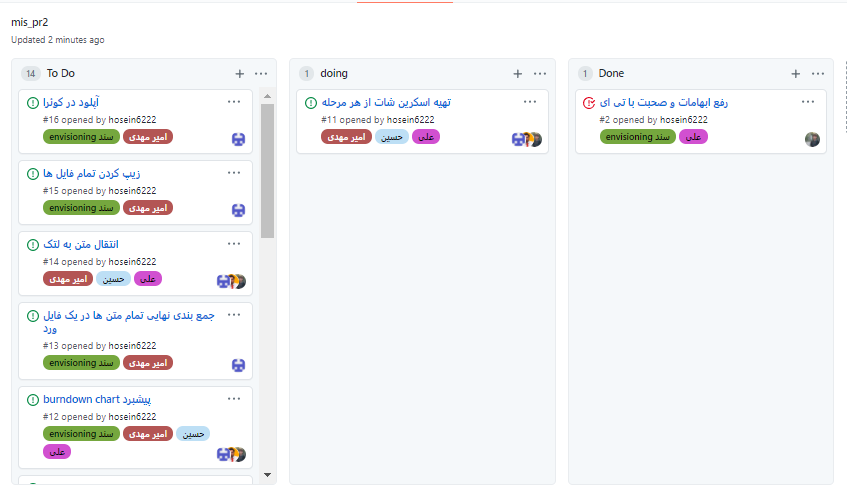 mis_pr2
Updated 2 minutes ago
14 To Do
آپلود در کوئرا
#16 opened by hosein6222
سند envisioning امیر مهدی
زیپ کردن تمام فایل ها
#15 opened by hosein6222
سند envisioning امیر مهدی
انتقال متن به لتک
#14 opened by hosein6222
امیر مهدی حسین علی
جمع بندی نهایی تمام متن ها در یک فایل
ورد
#13 opened by hosein6222
سند envisioning امیر مهدی
پیشبرد burndown chart
#12 opened by hosein6222
سند envisioning امیر مهدی حسین
علی
1 doing
تهیه اسکرین شات از هر مرحله
#11 opened by hosein6222
امیر مهدی حسین علی
1 Done
رفع ابهامات و صحبت با تی ای
#2 opened by hosein6222
سند envisioning علی